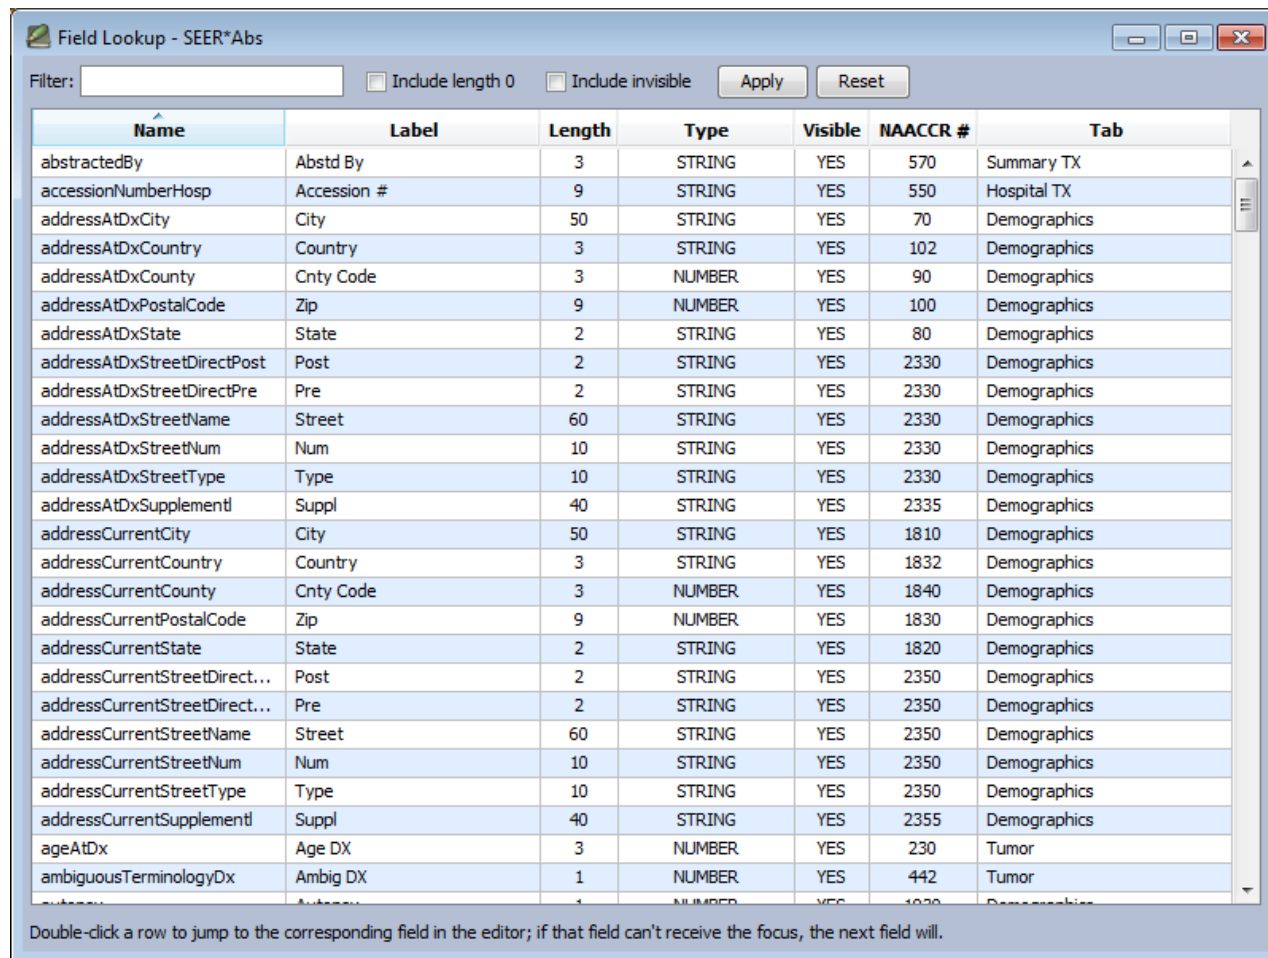 Field Lookup - SEER*Abs
Filter: Include length 0 Include invisible Apply Reset
Name Label Length Type Visible NAACCR # Tab
abstractedBy Abstd By 3 STRING YES 570 Summary TX
accessionNumberHosp Accession # 9 STRING YES 550 Hospital TX
addressAtDxCity City 50 STRING YES 70 Demographics
addressAtDxCountry Country 3 STRING YES 102 Demographics
addressAtDxCounty Cnty Code 3 NUMBER YES 90 Demographics
addressAtDxPostalCode Zip 9 NUMBER YES 100 Demographics
addressAtDxState State 2 STRING YES 80 Demographics
addressAtDxStreetDirectPost Post 2 STRING YES 2330 Demographics
addressAtDxStreetDirectPre Pre 2 STRING YES 2330 Demographics
addressAtDxStreetName Street 60 STRING YES 2330 Demographics
addressAtDxStreetNum Num 10 STRING YES 2330 Demographics
addressAtDxStreetType Type 10 STRING YES 2330 Demographics
addressAtDxSupplementl Suppl 40 STRING YES 2335 Demographics
addressCurrentCity City 50 STRING YES 1810 Demographics
addressCurrentCountry Country 3 STRING YES 1832 Demographics
addressCurrentCounty Cnty Code 3 NUMBER YES 1840 Demographics
addressCurrentPostalCode Zip 9 NUMBER YES 1830 Demographics
addressCurrentState State 2 STRING YES 1820 Demographics
addressCurrentStreetDirect... Post 2 STRING YES 2350 Demographics
addressCurrentStreetDirect... Pre 2 STRING YES 2350 Demographics
addressCurrentStreetName Street 60 STRING YES 2350 Demographics
addressCurrentStreetNum Num 10 STRING YES 2350 Demographics
addressCurrentStreetType Type 10 STRING YES 2350 Demographics
addressCurrentSupplementl Suppl 40 STRING YES 2355 Demographics
ageAtDx Age DX 3 NUMBER YES 230 Tumor
ambiguousTerminologyDx Ambig DX 1 NUMBER YES 442 Tumor
Double-click a row to jump to the corresponding field in the editor; if that field can't receive the focus, the next field will.